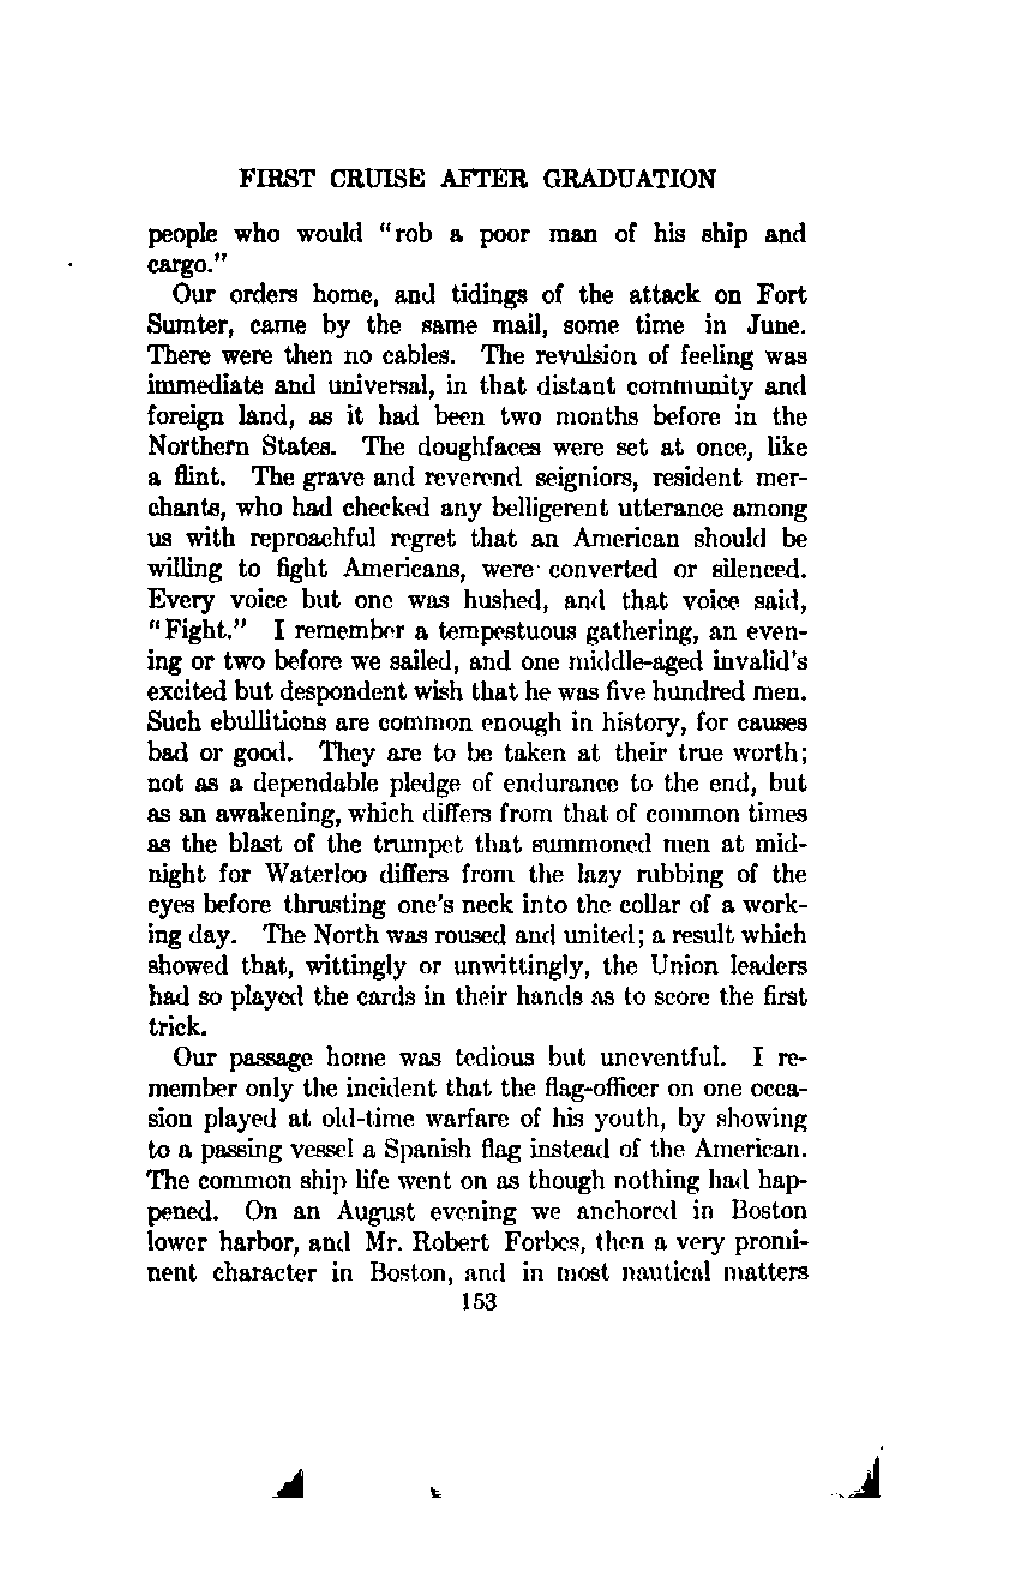 FIRST CRUISE AFTER GRADUATION
people who would "rob a poor man of his ship and
cargo."
Our orders home, and tidings of the attack on Fort
Sumter, came by the same mail, some time in June.
There were then no cables. The revulsion of feeling was
immediate and universal, in that distant community and
foreign land, as it had been two months before in the
Northern States. The doughfaces were set at once, like
a flint. The grave and reverend seigniors, resident mer-
chants, who had checked any belligerent utterance among
us with reproachful regret that an American should be
willing to fight Americans, were converted or silenced.
Every voice but one was hushed, and that voice said,
"Fight." I remember a tempestuous gathering, an even-
ing or two before we sailed, and one middle-aged invalid's
excited but despondent wish that he was five hundred men.
Such ebullitions are common enough in history, for causes
bad or good. They are to be taken at their true worth;
not as a dependable pledge of endurance to the end, but
as an awakening, which differs from that of common times
as the blast of the trumpet that summoned men at mid-
night for Waterloo differs from the lazy rubbing of the
eyes before thrusting one's neck into the collar of a work-
ing day. The North was roused and united; a result which
showed that, wittingly or unwittingly, the Union leaders
had so played the cards in their hands as to score the first
trick.
Our passage home was tedious but uneventful. I re-
member only the incident that the flag-officer on one occa-
sion played at old-time warfare of his youth, by showing
to a passing vessel a Spanish flag instead of the American.
The common ship life went on as though nothing had hap-
pened. On an August evening we anchored in Boston
lower harbor, and Mr. Robert Forbes, then a very promi-
nent character in Boston, and in most nautical matters
153